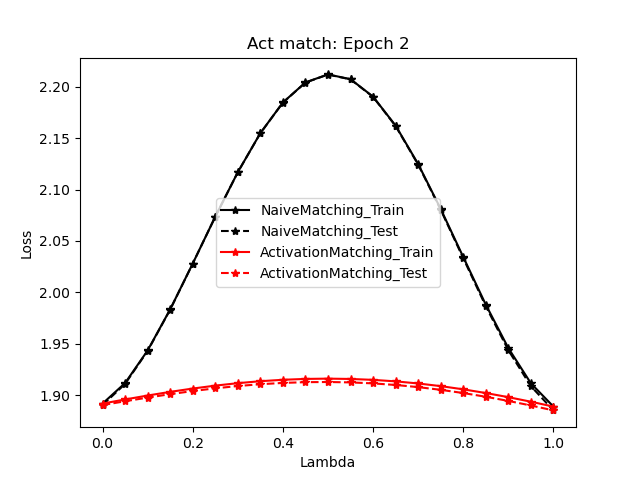 Act match: Epoch 2
Loss
2.20
2.15
2.10
2.05
2.00
1.95
1.90
NaiveMatching_Train
NaiveMatching_Test
ActivationMatching_Train
ActivationMatching_Test
0.0 0.2 0.4 0.6 0.8 1.0
Lambda